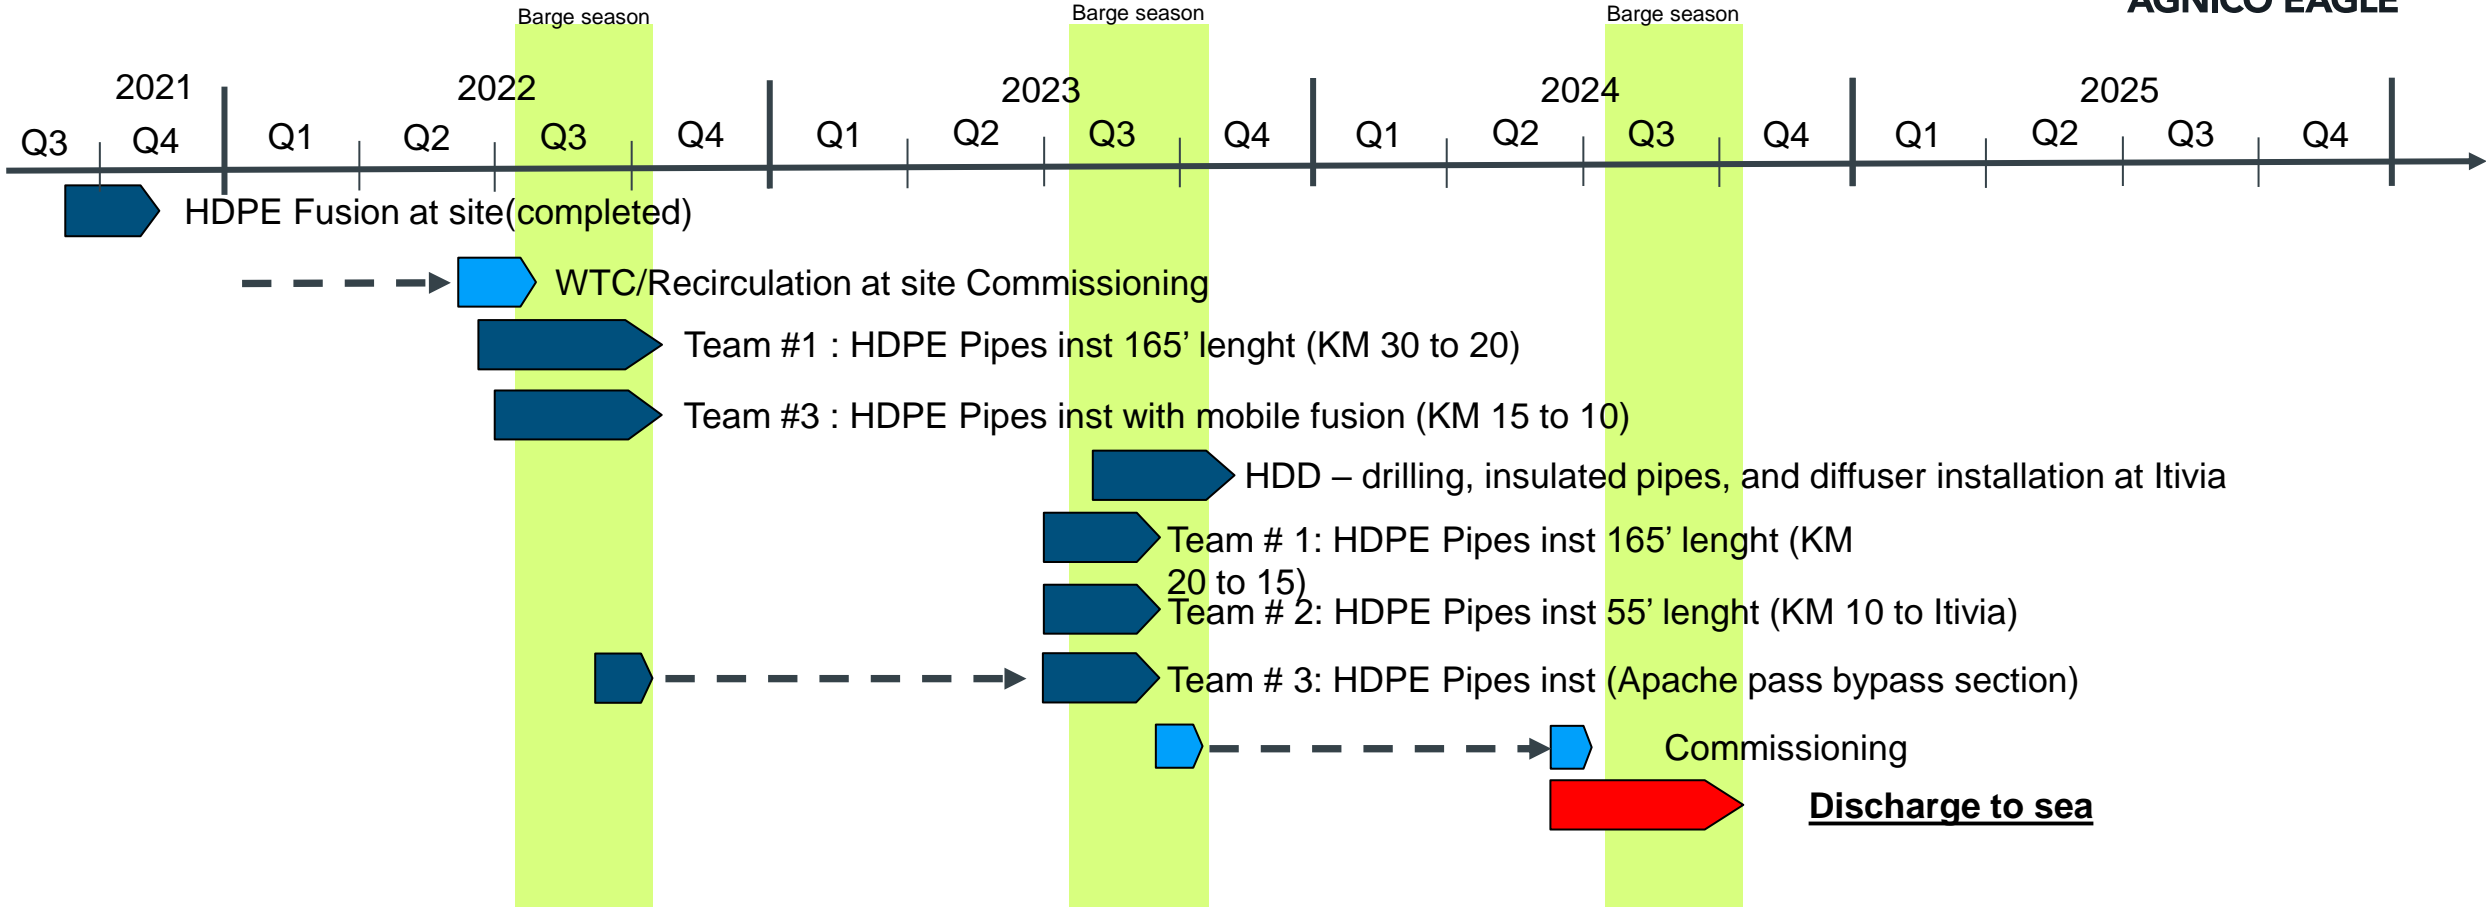 AGNICO EAGLE
Barge season
Barge season
Barge season
2021
2022
2023
2024
2025
Q3 Q4 Q1 Q2 Q3 Q4 Q1 Q2 Q3 Q4 Q1 Q2 Q3 Q4 Q1 Q2 Q3 Q4
HDPE Fusion at site(completed)
WTC/Recirculation at site Commissioning
Team #1 : HDPE Pipes inst 165’ lenght (KM 30 to 20)
Team #3 : HDPE Pipes inst with mobile fusion (KM 15 to 10)
HDD – drilling, insulated pipes, and diffuser installation at Itivia
Team # 1: HDPE Pipes inst 165’ lenght (KM
20 to 15)
Team # 2: HDPE Pipes inst 55’ lenght (KM 10 to Itivia)
Team # 3: HDPE Pipes inst (Apache pass bypass section)
Commissioning
Discharge to sea